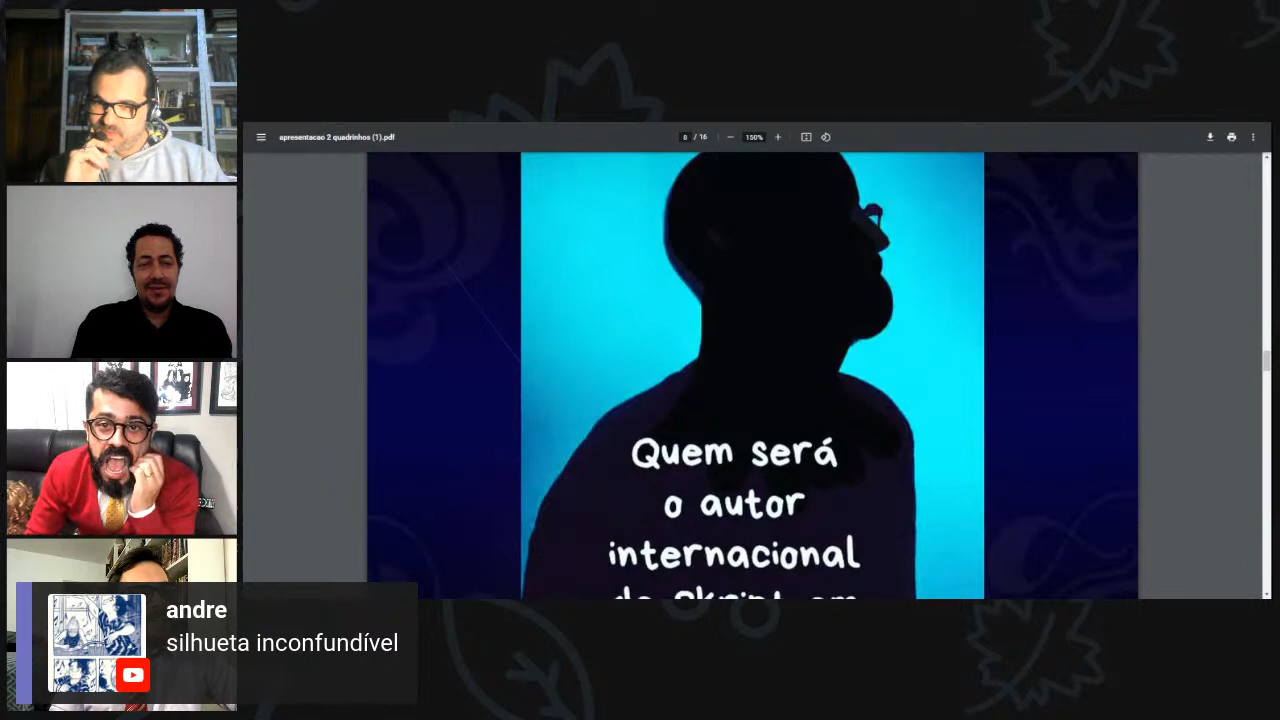 apresentacao 2 quadrinhos (1).pdf
8 / 16
150%
Quem será
o autor
internacional
andre
silhueta inconfundível